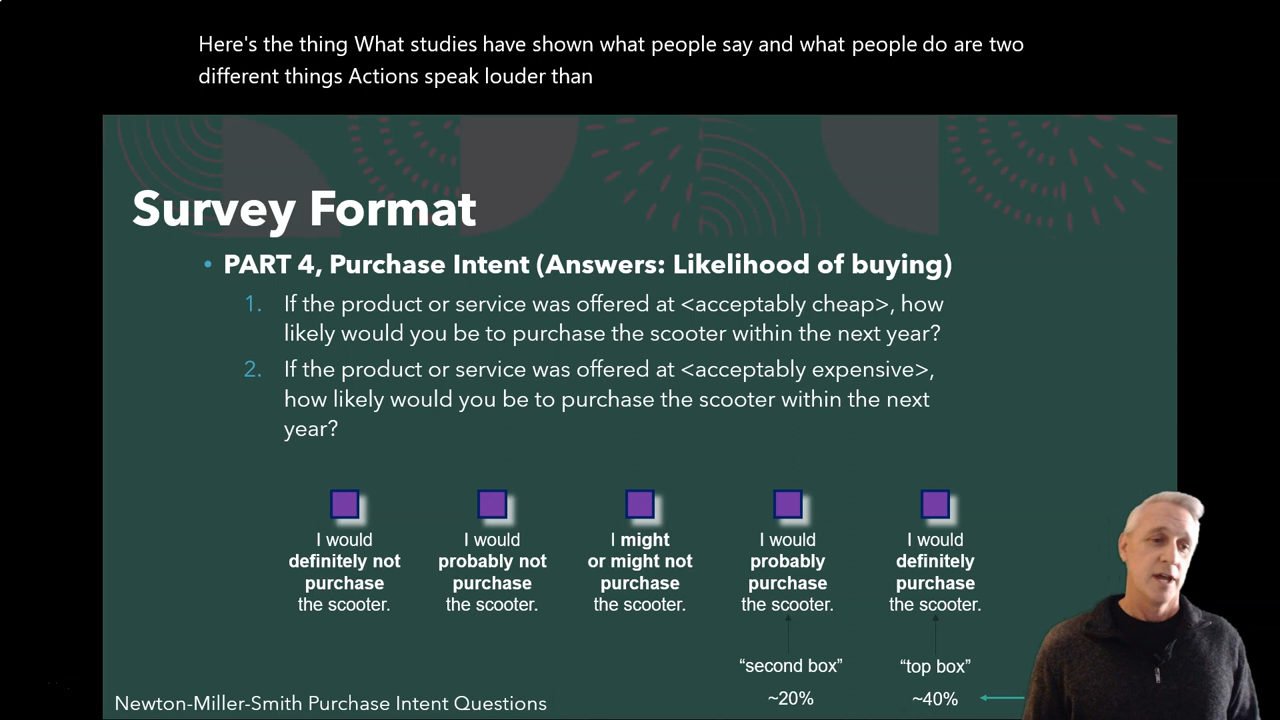 Here's the thing What studies have shown what people say and what people do are two
different things Actions speak louder than
Survey Format
• PART 4, Purchase Intent (Answers: Likelihood of buying)
1. If the product or service was offered at <acceptably cheap>, how
likely would you be to purchase the scooter within the next year?
2. If the product or service was offered at <acceptably expensive>,
how likely would you be to purchase the scooter within the next
year?
I would
definitely not
purchase
the scooter.
I would
probably not
purchase
the scooter.
I might
or might not
purchase
the scooter.
I would
probably
purchase
the scooter.
I would
definitely
purchase
the scooter.
“second box”
~20%
“top box”
~40%
Newton-Miller-Smith Purchase Intent Questions